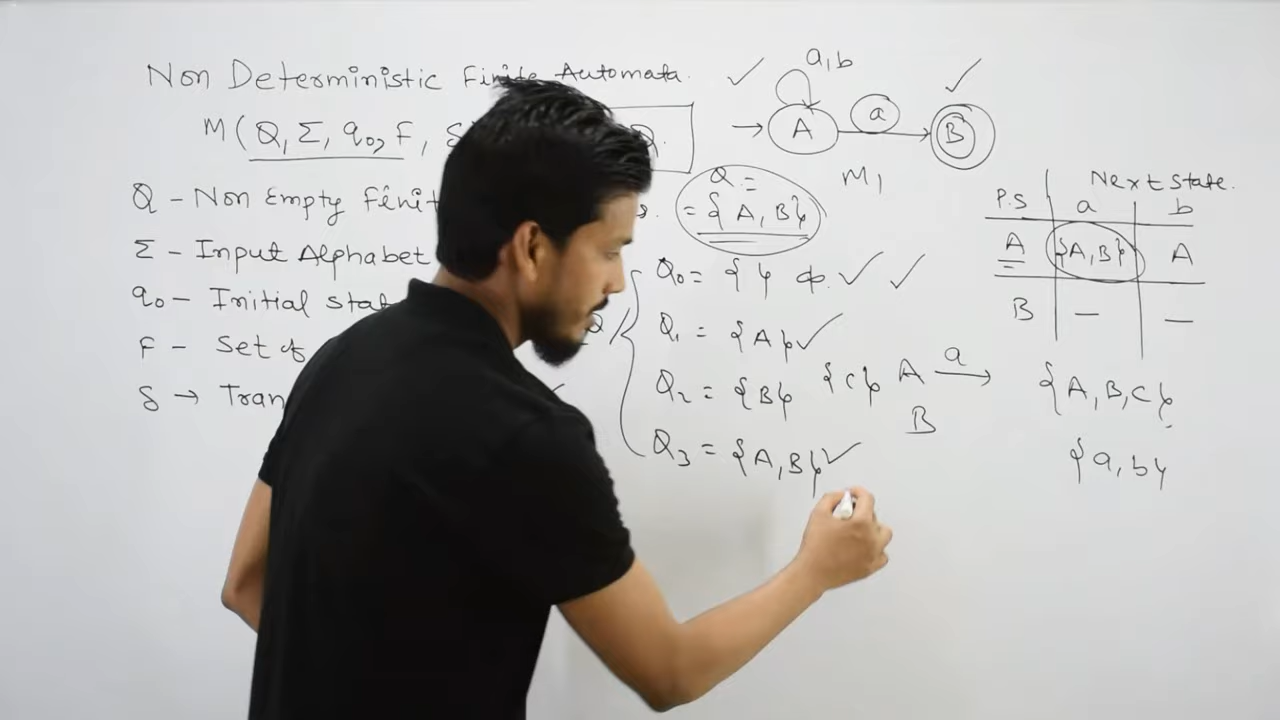 Non Deterministic Finite Automata.
M ( Q, Σ, q0, F, δ
Q - Non Empty Finit
Σ - Input Alphabet
q0 - Initial sta
F - Set of
δ → Tran
Q =
= {A, B}
Q0 = { } φ. ✓ ✓
Q1 = {A} ✓
Q2 = {B} {C}
Q3 = {A, B} ✓
✓ ✓
a,b
→ A a B
M1
Next State.
P.S a b
A {A,B} A
B — —
A a → {A, B, C}
B
{a, b}